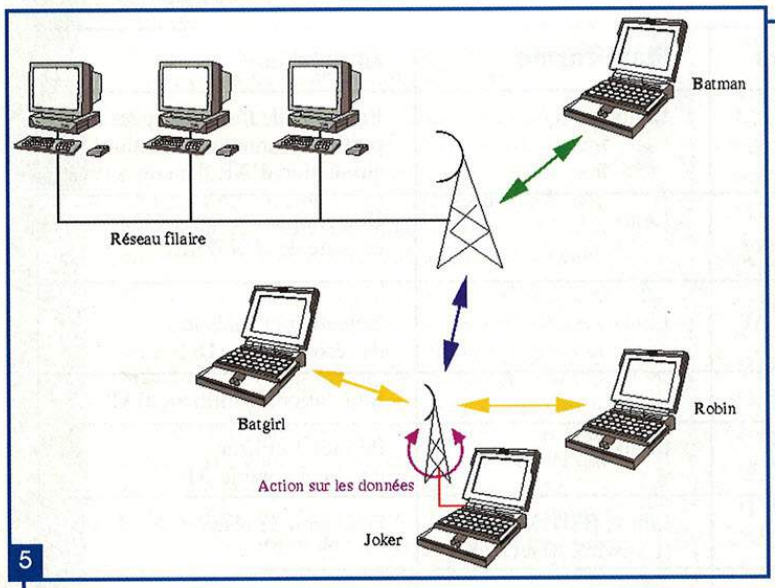 Batman
Réseau filaire
Batgirl
Robin
Action sur les données
Joker
5